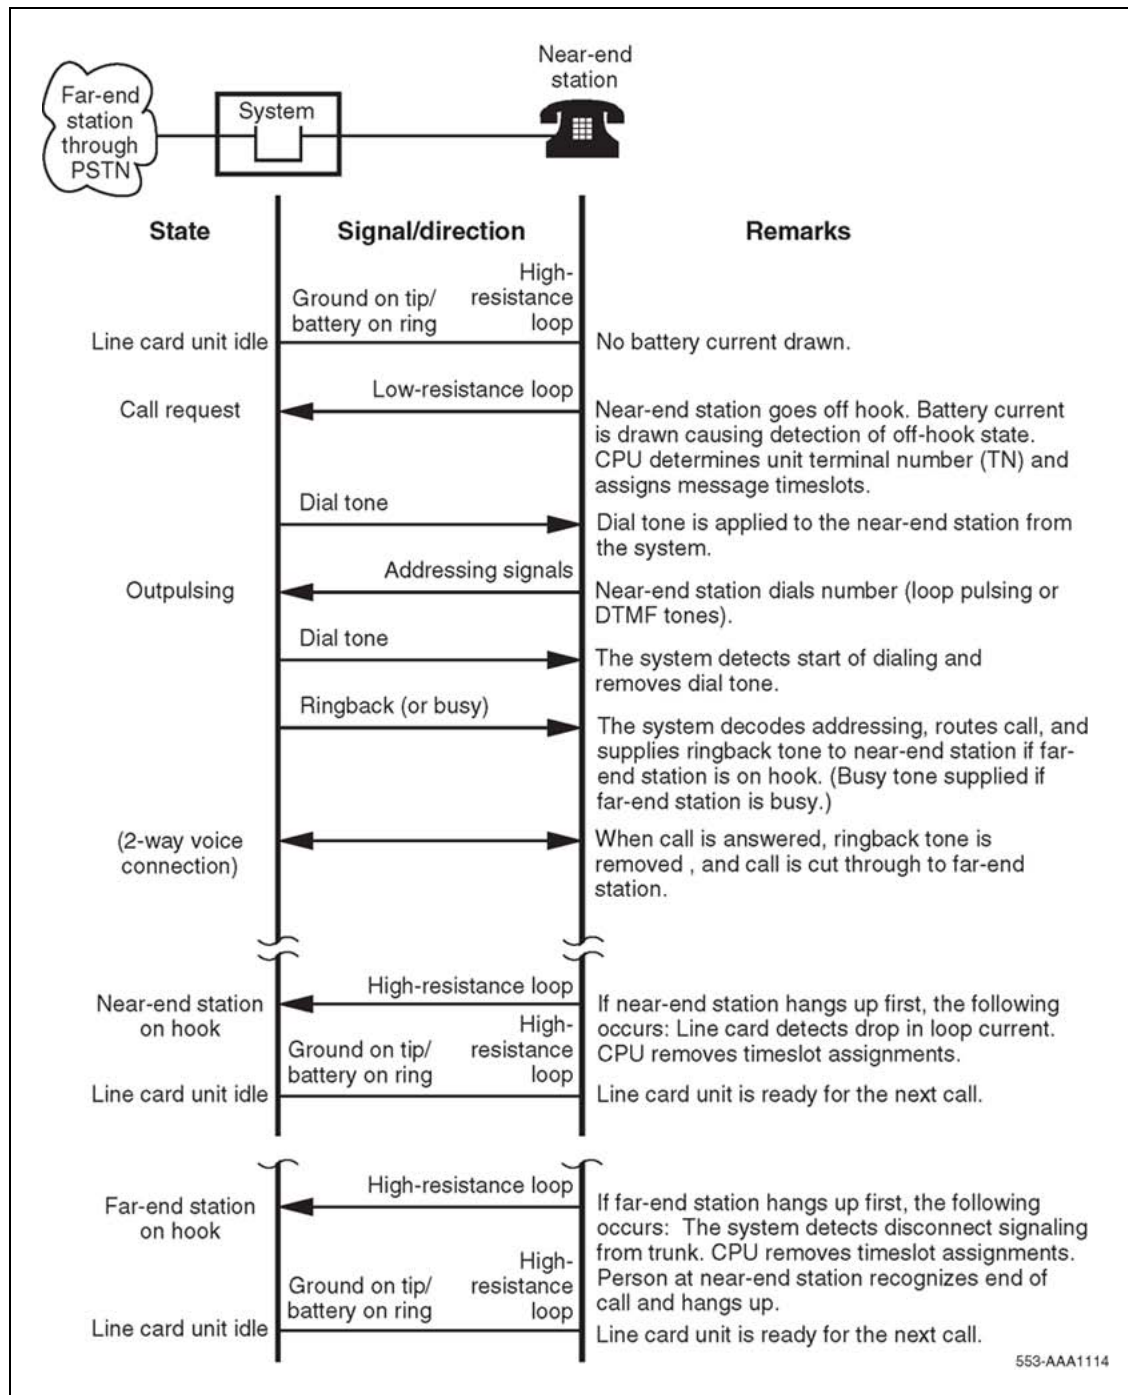 Near-end
station
Far-end
station
through
PSTN
System
State
Signal/direction
Remarks
High-
Ground on tip/ resistance
battery on ring loop
Line card unit idle
No battery current drawn.
Low-resistance loop
Call request
Near-end station goes off hook. Battery current
is drawn causing detection of off-hook state.
CPU determines unit terminal number (TN) and
assigns message timeslots.
Dial tone
Dial tone is applied to the near-end station from
the system.
Addressing signals
Outpulsing
Near-end station dials number (loop pulsing or
DTMF tones).
Dial tone
The system detects start of dialing and
removes dial tone.
Ringback (or busy)
The system decodes addressing, routes call, and
supplies ringback tone to near-end station if far-
end station is on hook. (Busy tone supplied if
far-end station is busy.)
(2-way voice
connection)
When call is answered, ringback tone is
removed , and call is cut through to far-end
station.
High-resistance loop
Near-end station
on hook
If near-end station hangs up first, the following
occurs: Line card detects drop in loop current.
CPU removes timeslot assignments.
High-
Ground on tip/ resistance
battery on ring loop
Line card unit idle
Line card unit is ready for the next call.
High-resistance loop
Far-end station
on hook
If far-end station hangs up first, the following
occurs: The system detects disconnect signaling
from trunk. CPU removes timeslot assignments.
Person at near-end station recognizes end of
call and hangs up.
High-
Ground on tip/ resistance
battery on ring loop
Line card unit idle
Line card unit is ready for the next call.
553-AAA1114